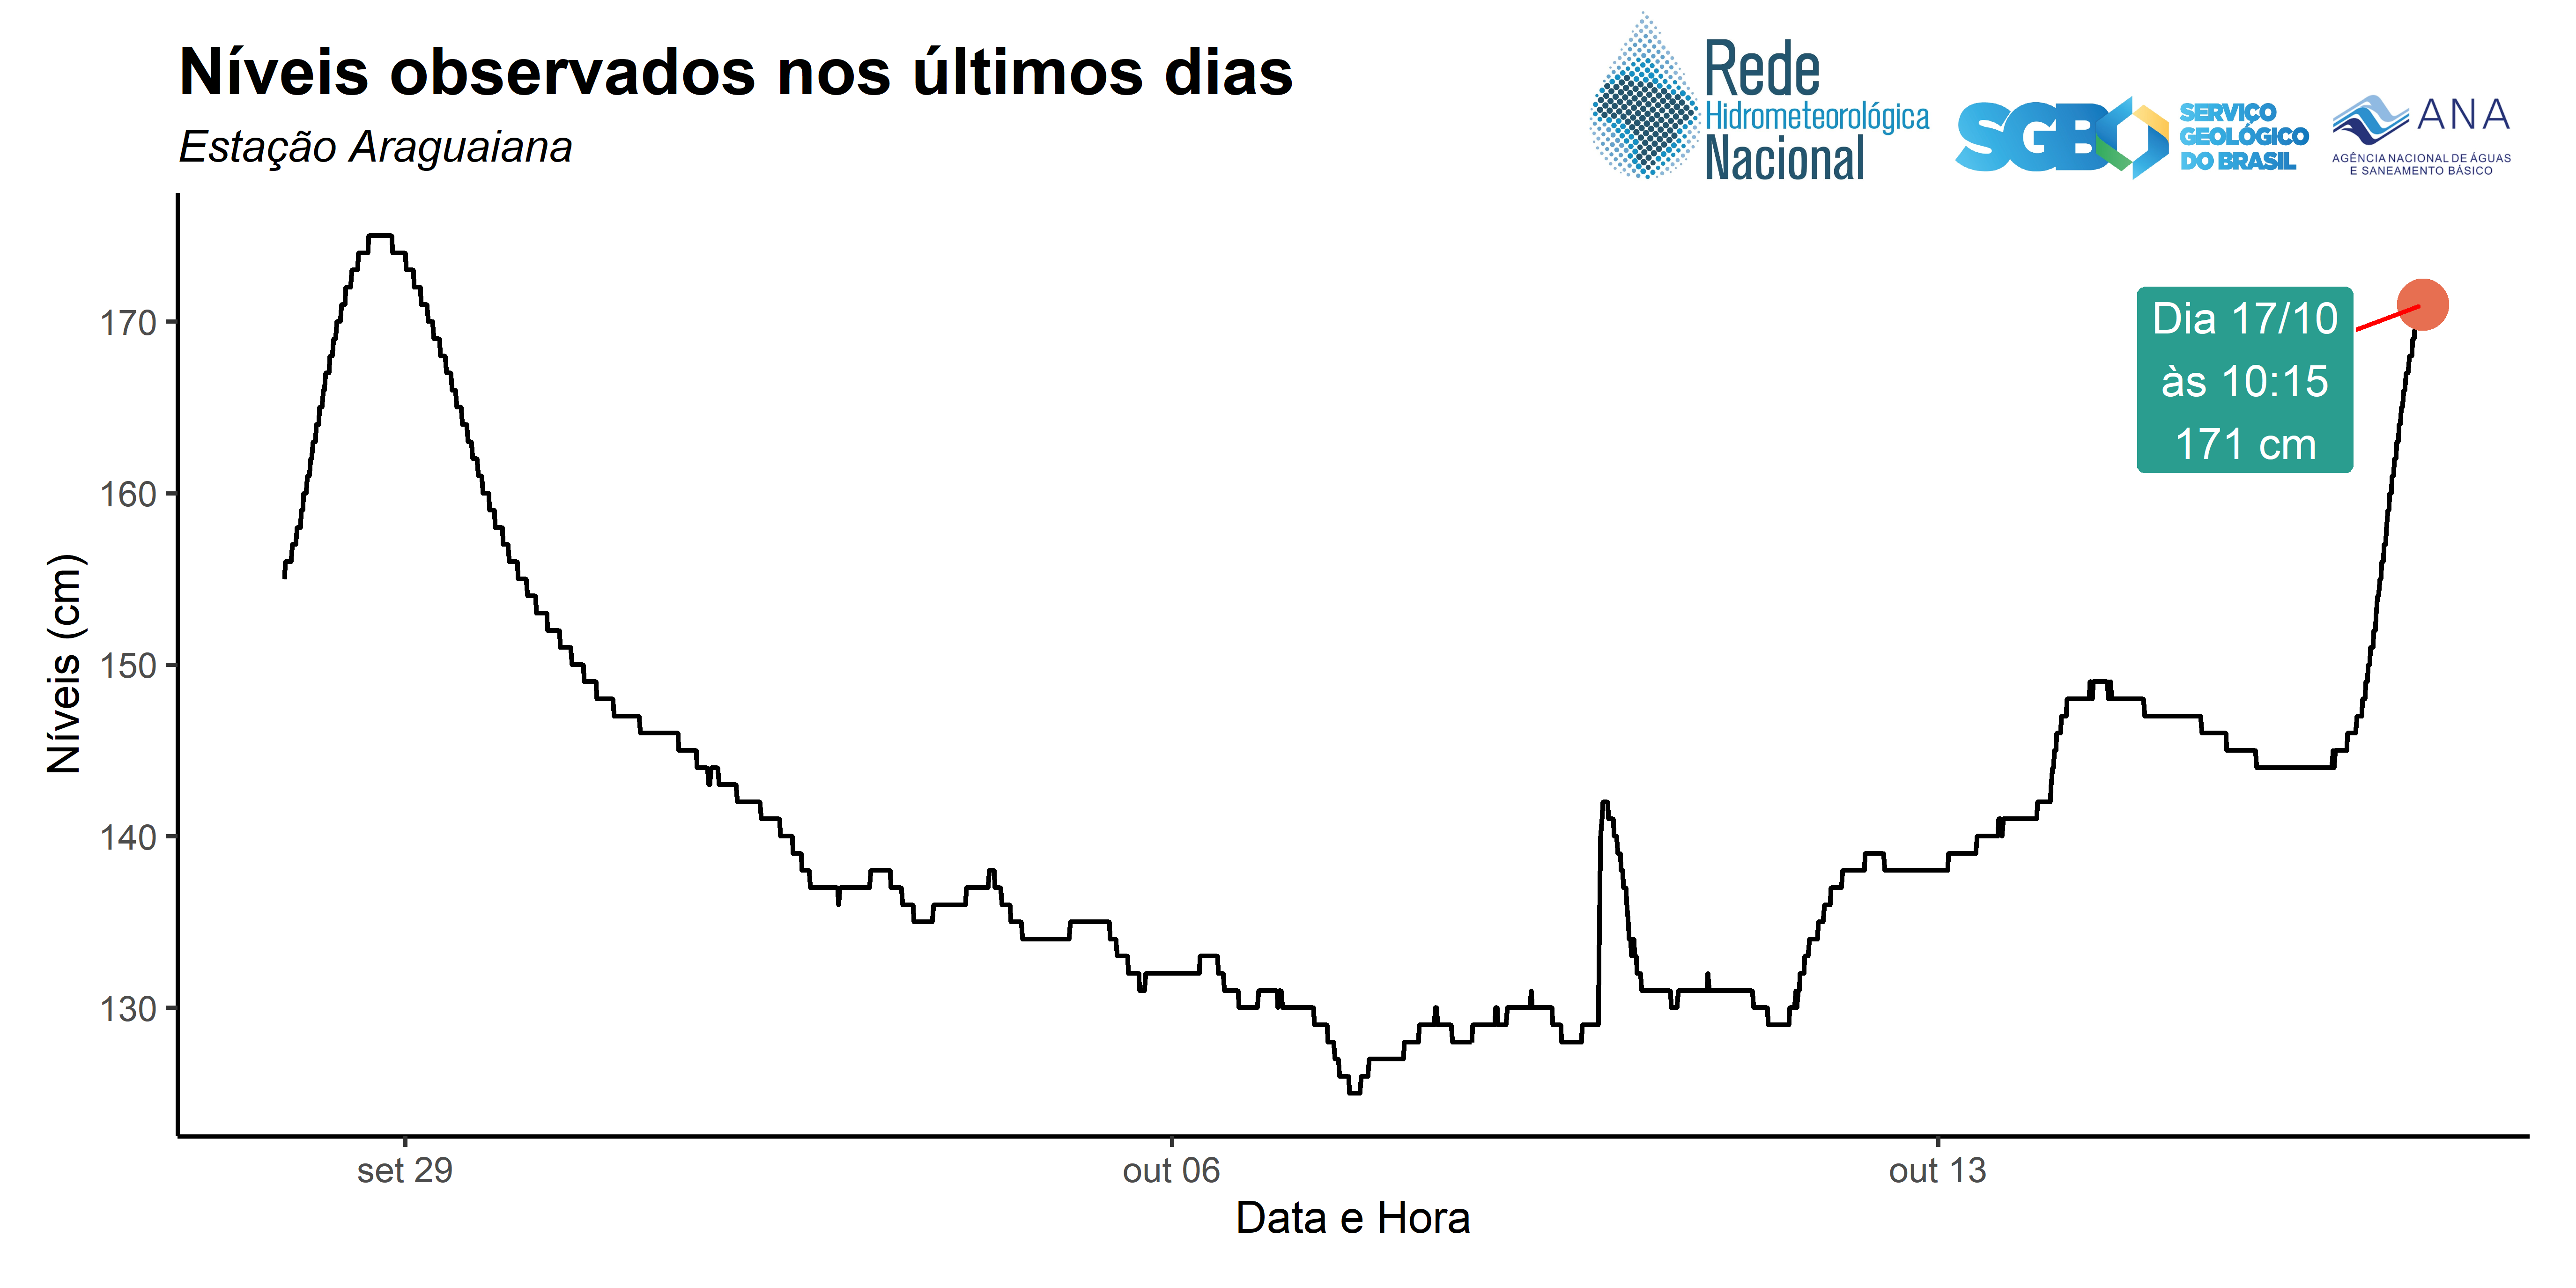 Níveis observados nos últimos dias
Estação Araguaiana
Rede
Hidrometeorológica
Nacional
SGB
SERVIÇO
GEOLÓGICO
DO BRASIL
ANA
AGÊNCIA NACIONAL DE ÁGUAS
E SANEAMENTO BÁSICO
Níveis (cm)
170
160
150
140
130
Dia 17/10
às 10:15
171 cm
set 29
out 06
out 13
Data e Hora